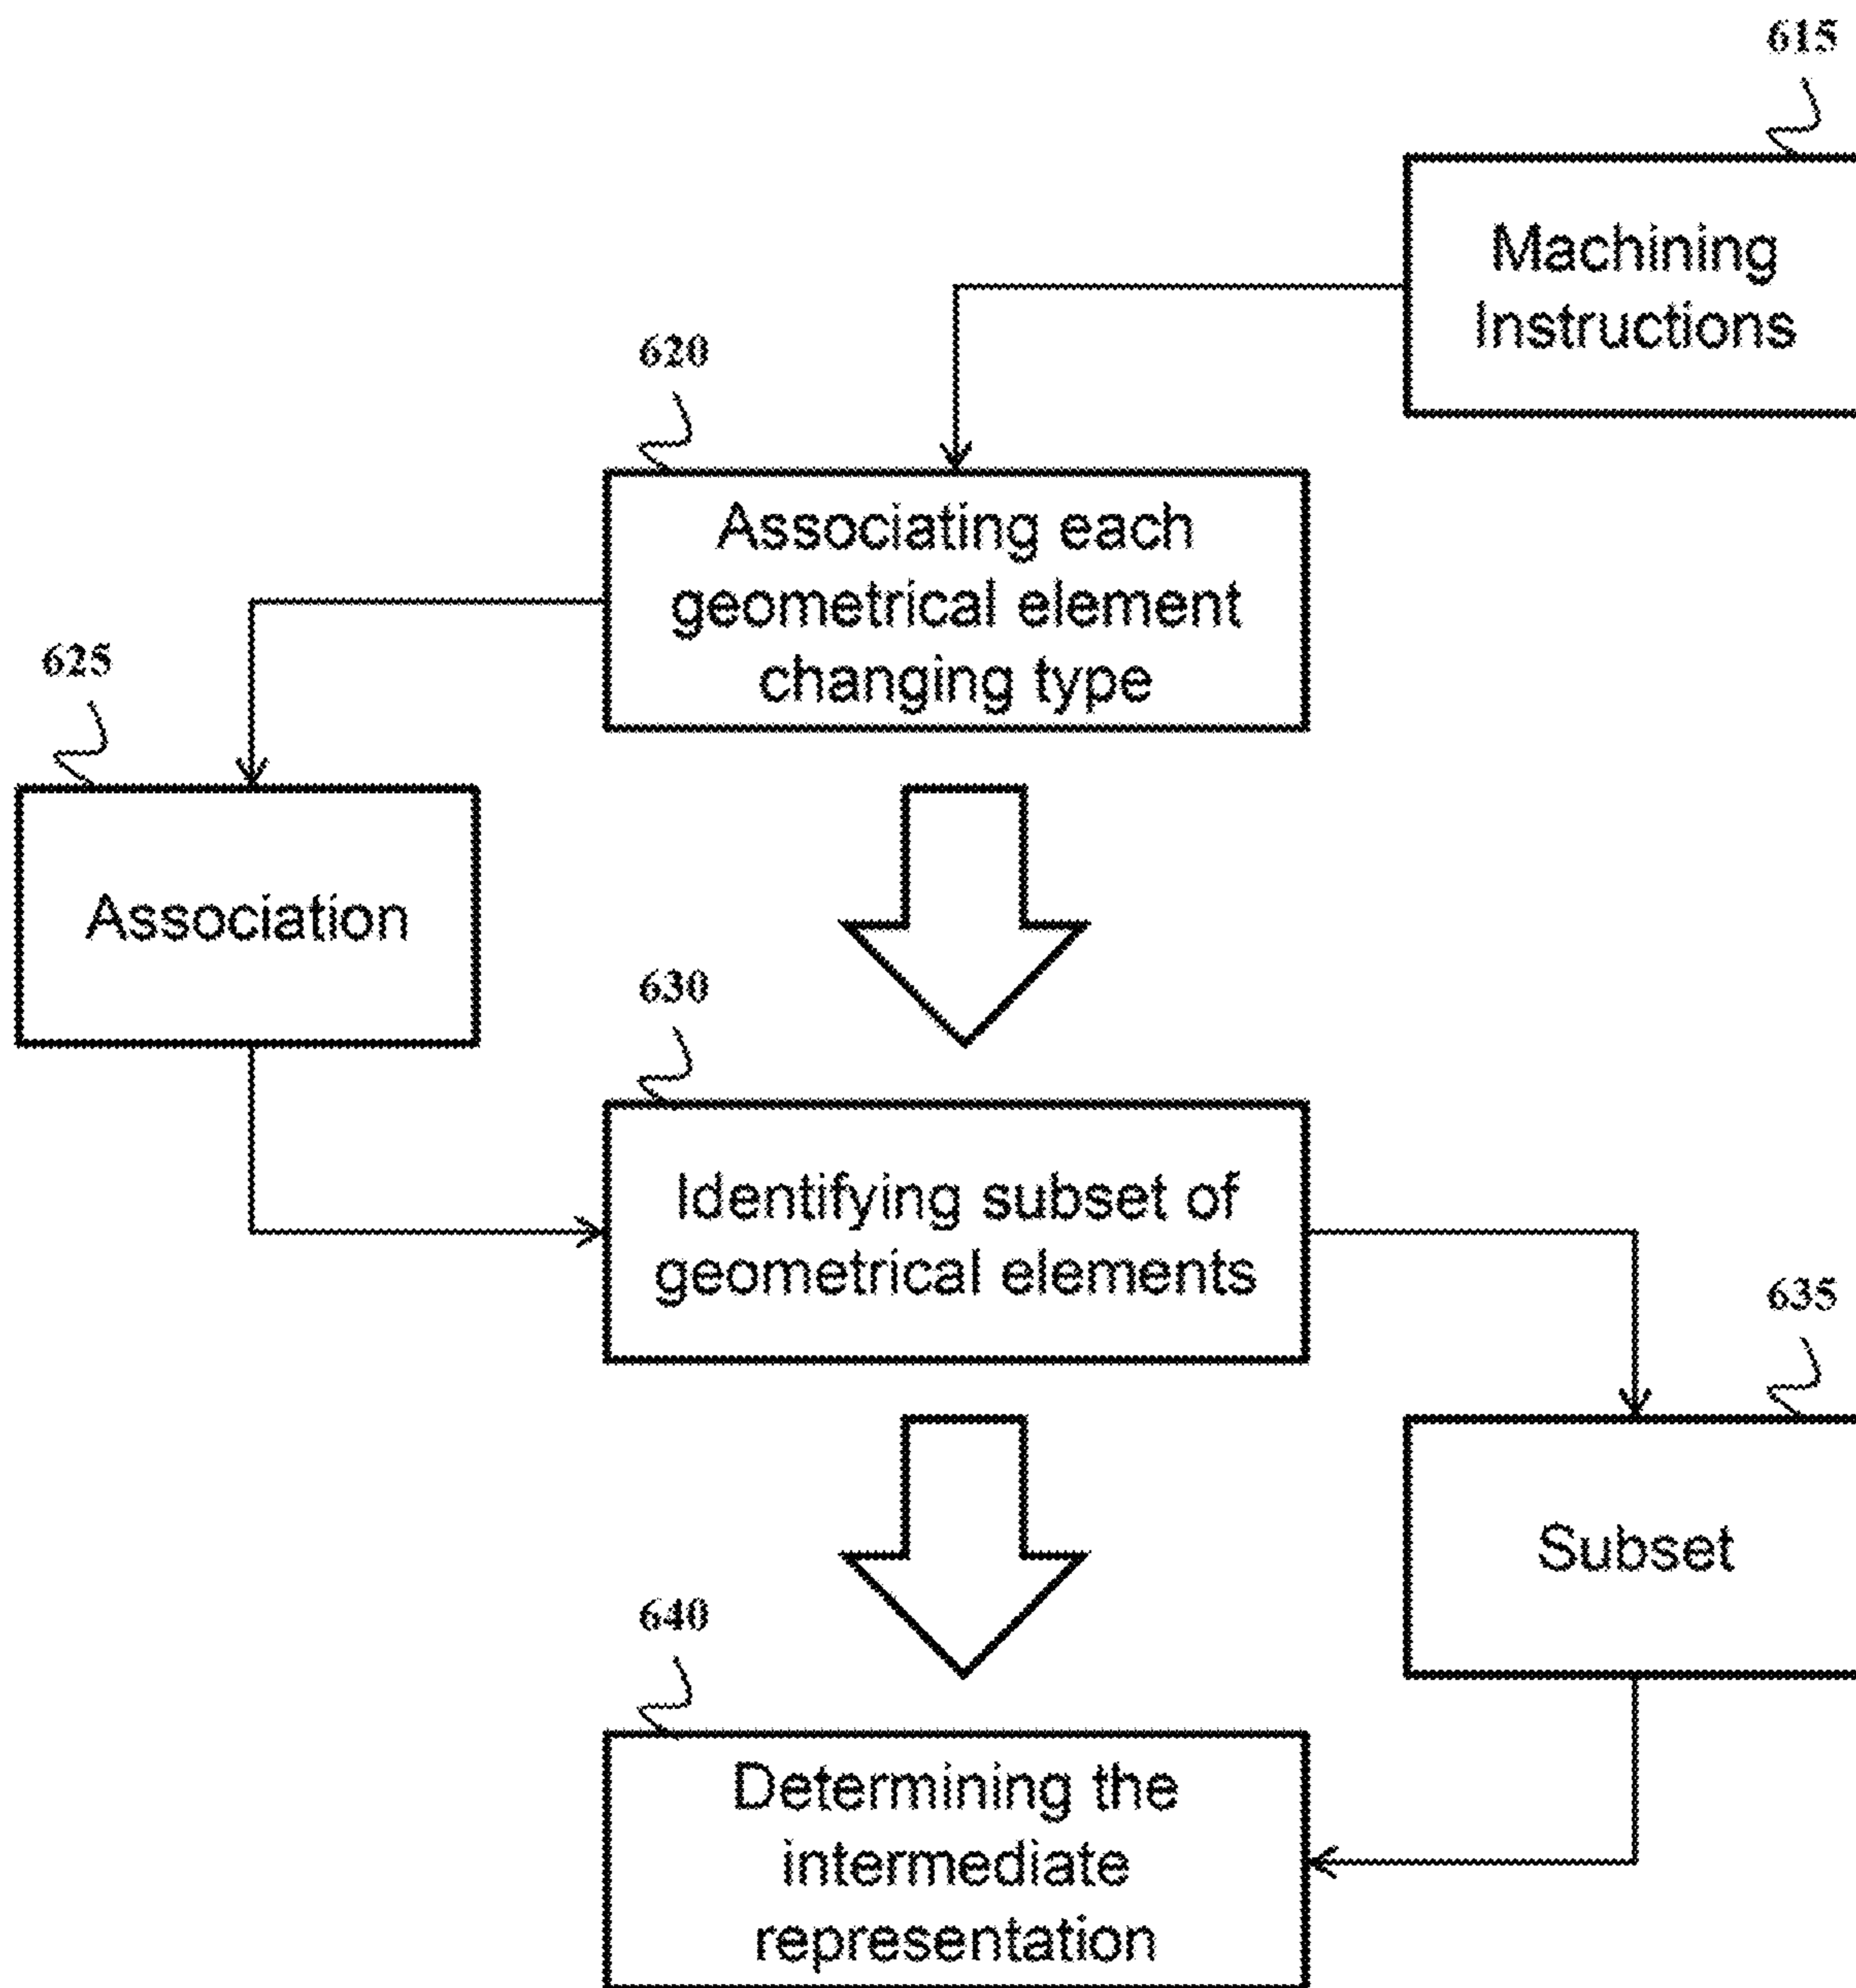 615
Machining
Instructions
620
Associating each
geometrical element
changing type
625
Association
630
Identifying subset of
geometrical elements
635
Subset
640
Determining the
intermediate
representation